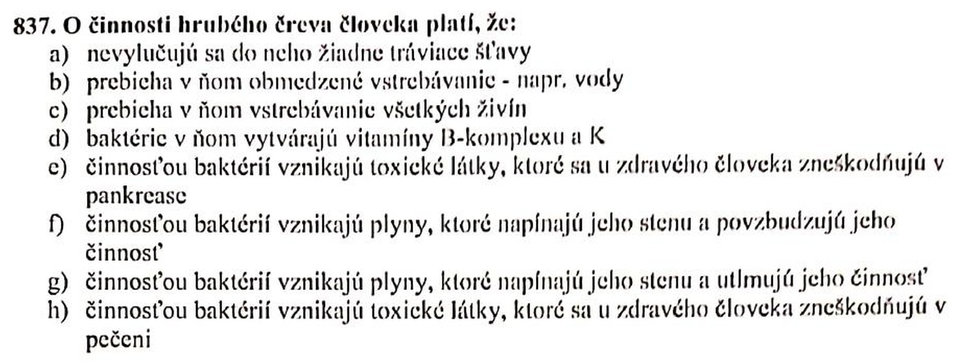 837. O činnosti hrubého čreva človeka platí, že:
a) nevylučujú sa do neho žiadne tráviace šťavy
b) prebieha v ňom obmedzené vstrebávanie - napr. vody
c) prebieha v ňom vstrebávanie všetkých živín
d) baktérie v ňom vytvárajú vitamíny B-komplexu a K
e) činnosťou baktérií vznikajú toxické látky, ktoré sa u zdravého človeka zneškodňujú v
pankrease
f) činnosťou baktérií vznikajú plyny, ktoré napínajú jeho stenu a povzbudzujú jeho
činnosť
g) činnosťou baktérií vznikajú plyny, ktoré napínajú jeho stenu a utlmujú jeho činnosť
h) činnosťou baktérií vznikajú toxické látky, ktoré sa u zdravého človeka zneškodňujú v
pečeni